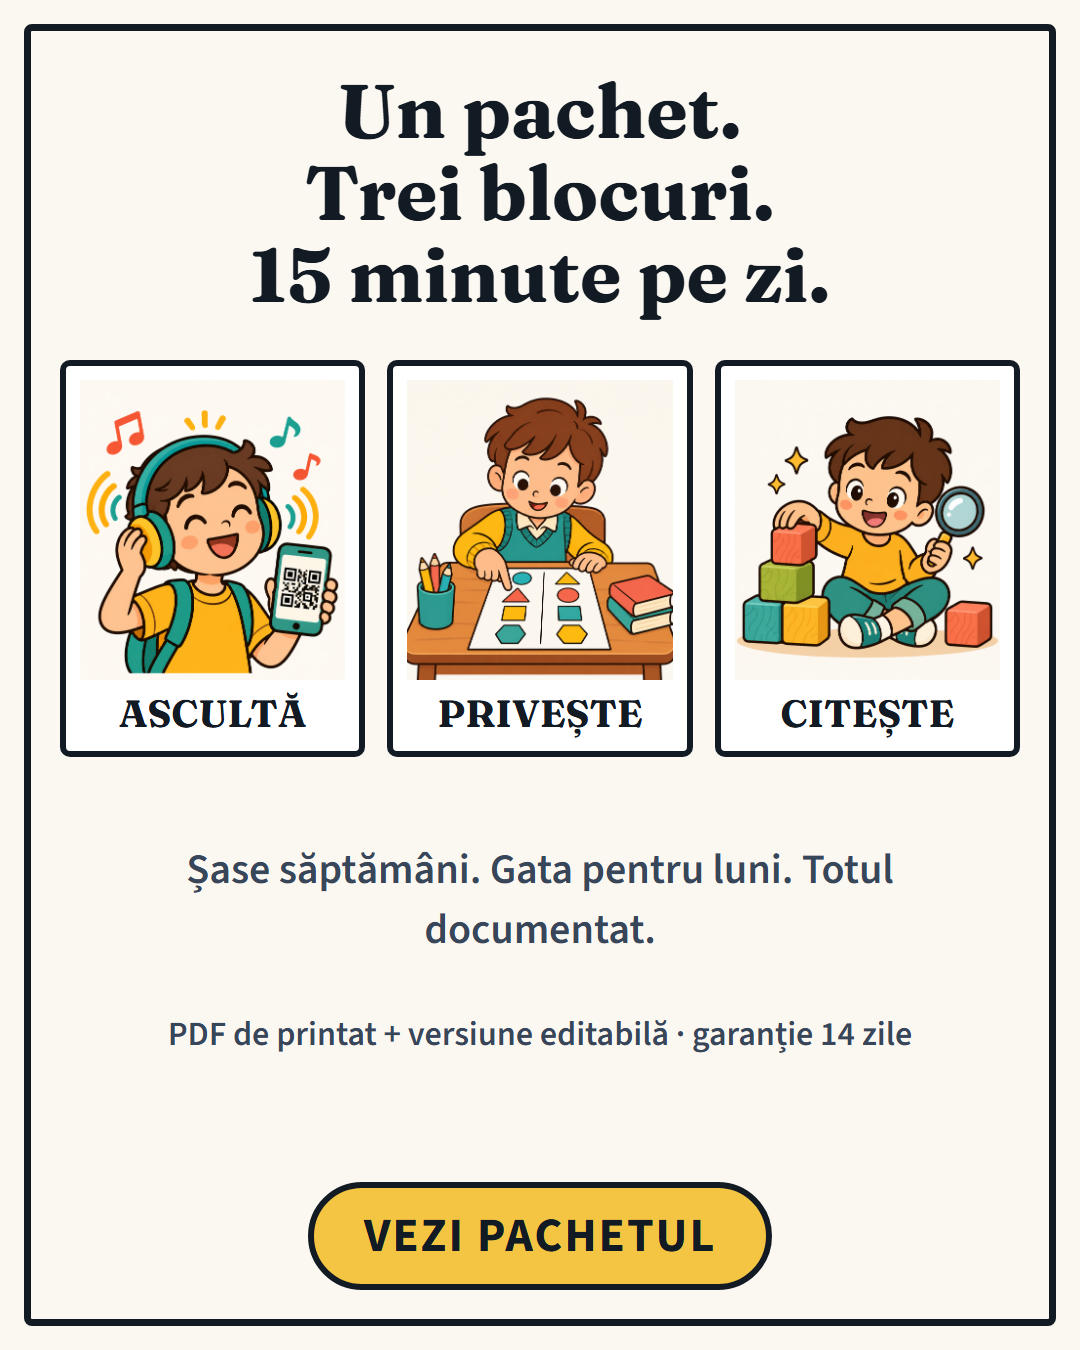 Un pachet.
Trei blocuri.
15 minute pe zi.
ASCULTĂ
PRIVEȘTE
CITEȘTE
Șase săptămâni. Gata pentru luni. Totul
documentat.
PDF de printat + versiune editabilă · garanție 14 zile
VEZI PACHETUL